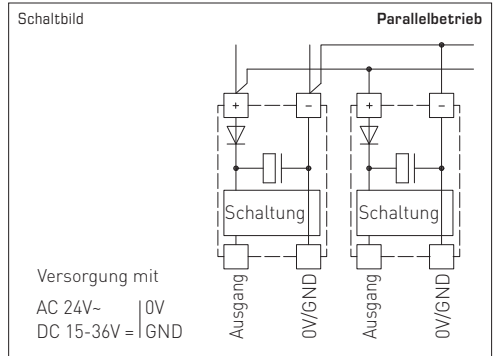 Schaltbild
Parallelbetrieb
+
−
+
−
Schaltung
Schaltung
Ausgang
0V/GND
Ausgang
0V/GND
Versorgung mit
AC 24V~ | 0V
DC 15-36V = | GND